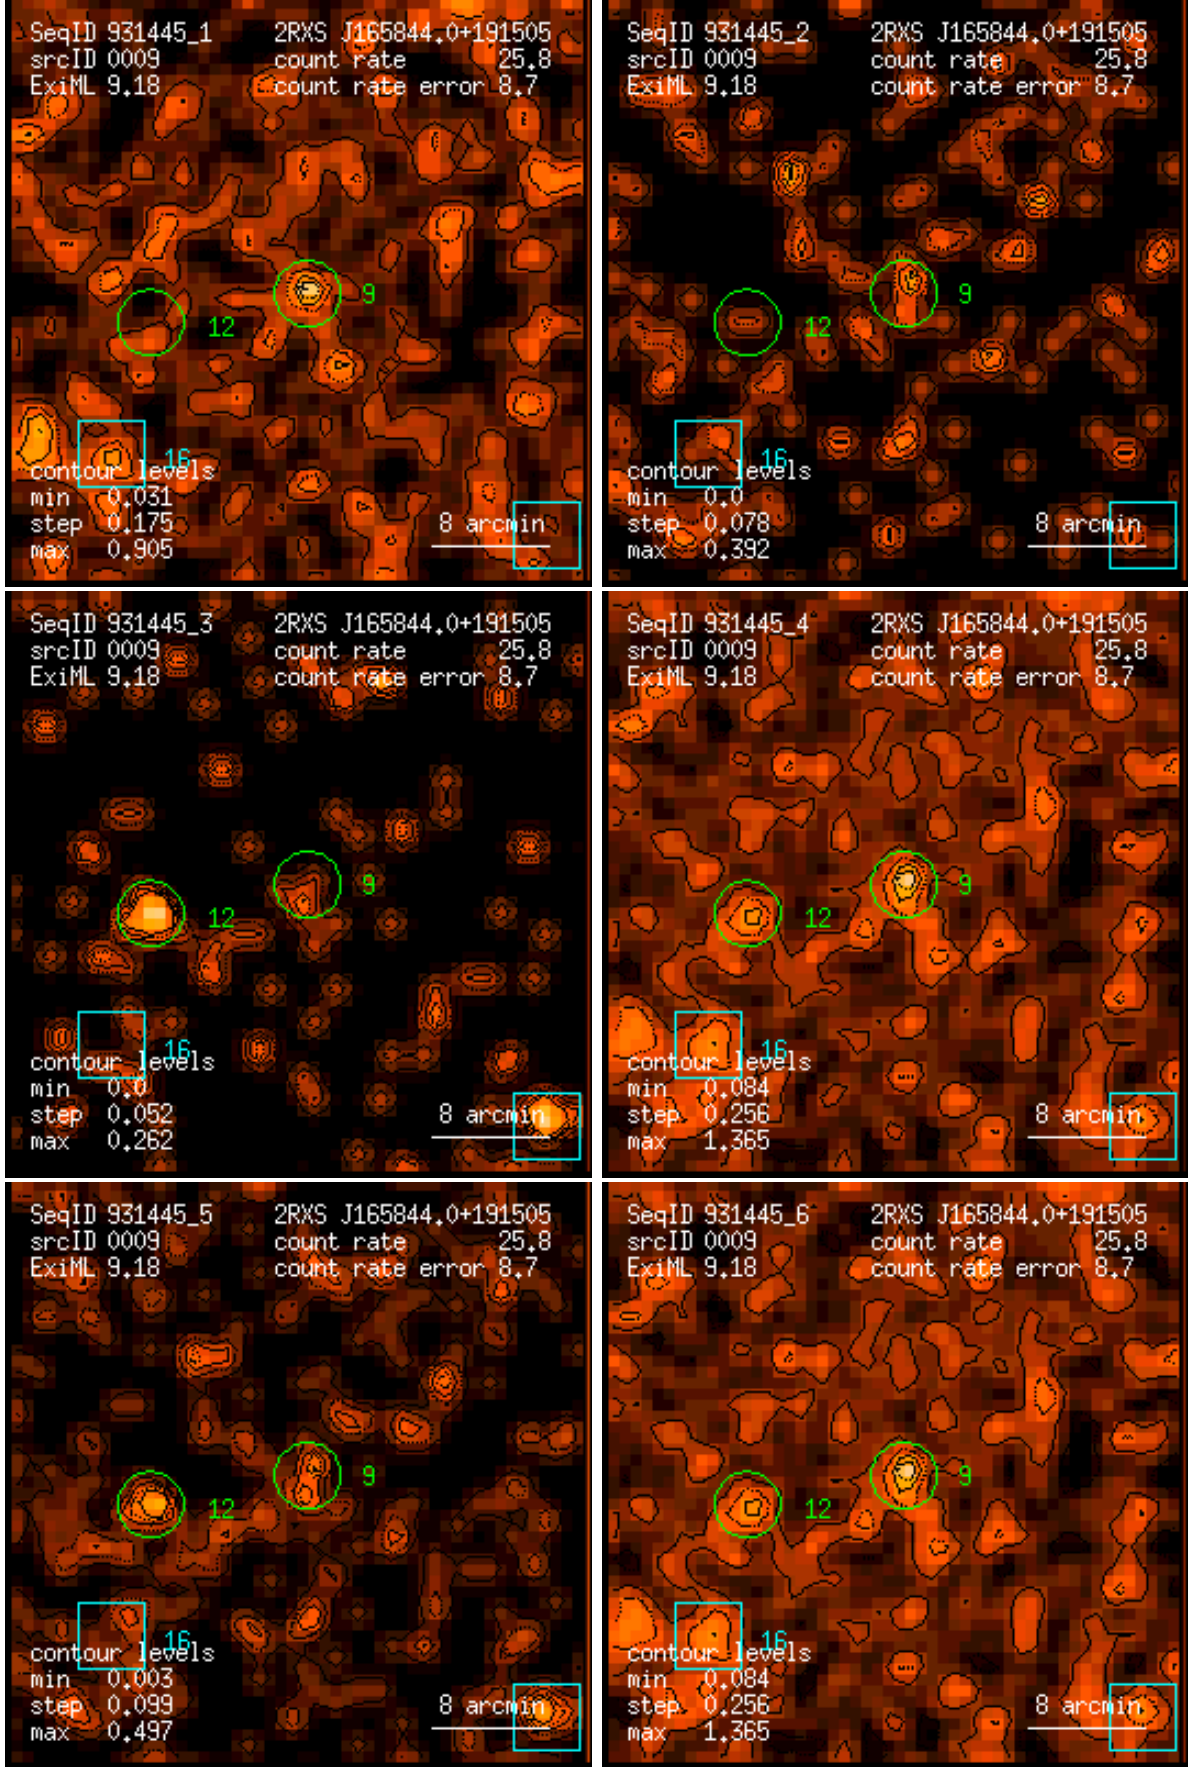 SeqID 931445_1 2RXS J165844.0+191505
srcID 0009 count rate 25.8
ExiML 9.18 count rate error 8.7
9
12
16
contour levels
min 0.031
step 0.175 8 arcmin
max 0.905
SeqID 931445_2 2RXS J165844.0+191505
srcID 0009 count rate 25.8
ExiML 9.18 count rate error 8.7
9
12
16
contour levels
min 0.0
step 0.078 8 arcmin
max 0.392
SeqID 931445_3 2RXS J165844.0+191505
srcID 0009 count rate 25.8
ExiML 9.18 count rate error 8.7
9
12
16
contour levels
min 0.0
step 0.052 8 arcmin
max 0.262
SeqID 931445_4 2RXS J165844.0+191505
srcID 0009 count rate 25.8
ExiML 9.18 count rate error 8.7
9
12
16
contour levels
min 0.084
step 0.256 8 arcmin
max 1.365
SeqID 931445_5 2RXS J165844.0+191505
srcID 0009 count rate 25.8
ExiML 9.18 count rate error 8.7
9
12
16
contour levels
min 0.003
step 0.099 8 arcmin
max 0.497
SeqID 931445_6 2RXS J165844.0+191505
srcID 0009 count rate 25.8
ExiML 9.18 count rate error 8.7
9
12
16
contour levels
min 0.084
step 0.256 8 arcmin
max 1.365